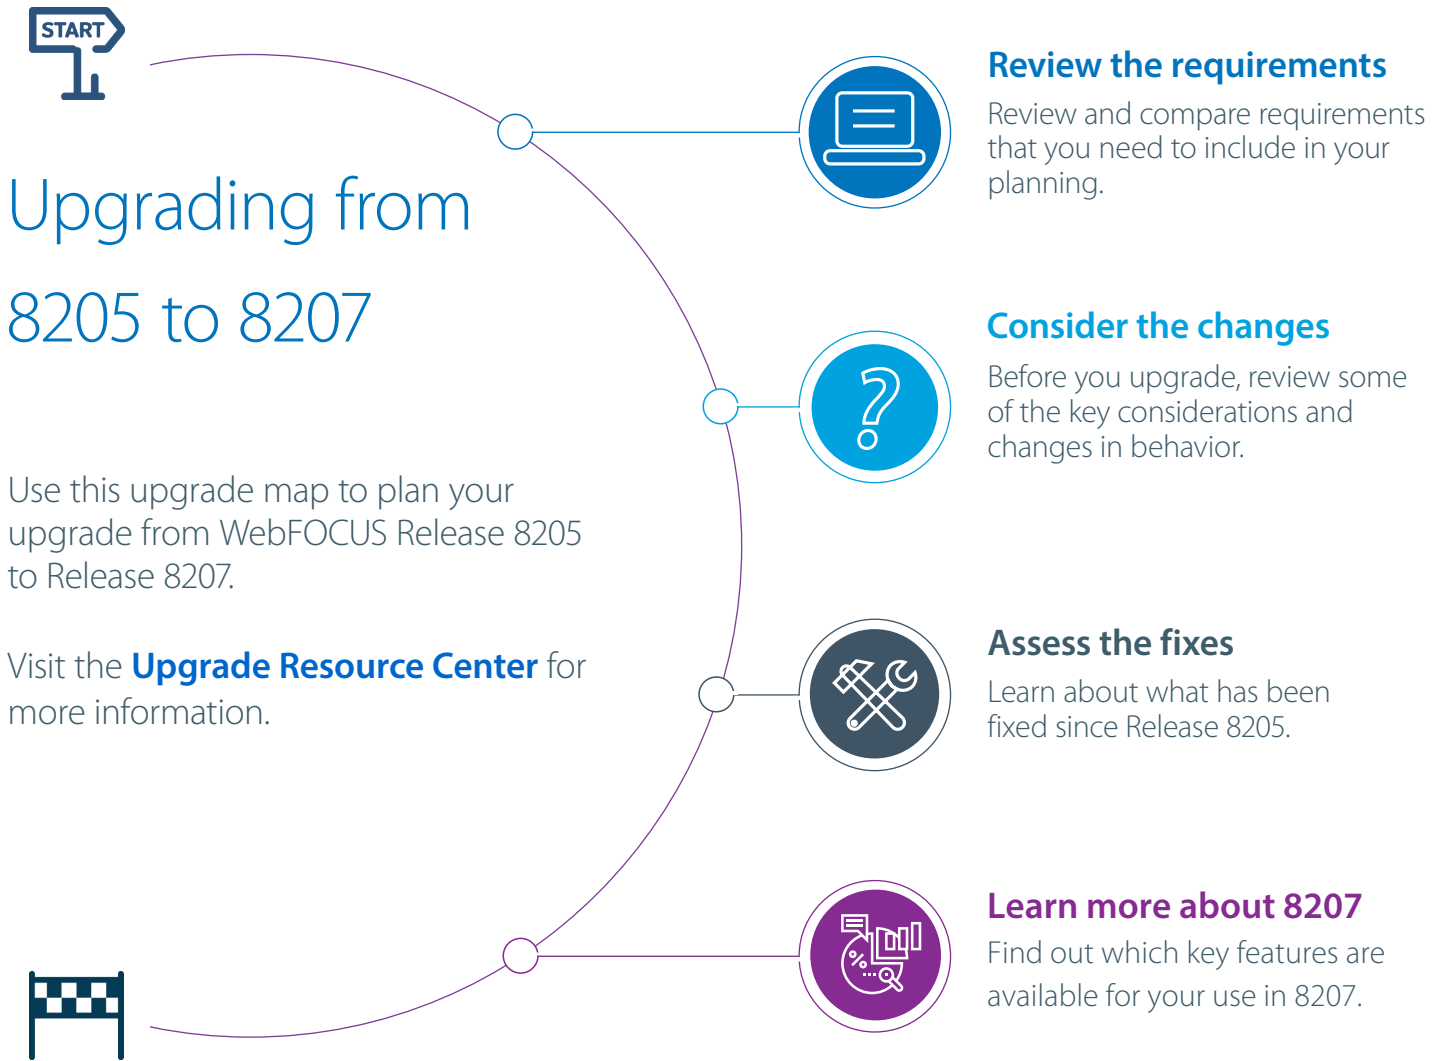 START
Upgrading from
8205 to 8207
Use this upgrade map to plan your
upgrade from WebFOCUS Release 8205
to Release 8207.
Visit the Upgrade Resource Center for
more information.
Review the requirements
Review and compare requirements
that you need to include in your
planning.
Consider the changes
Before you upgrade, review some
of the key considerations and
changes in behavior.
Assess the fixes
Learn about what has been
fixed since Release 8205.
%
Learn more about 8207
Find out which key features are
available for your use in 8207.